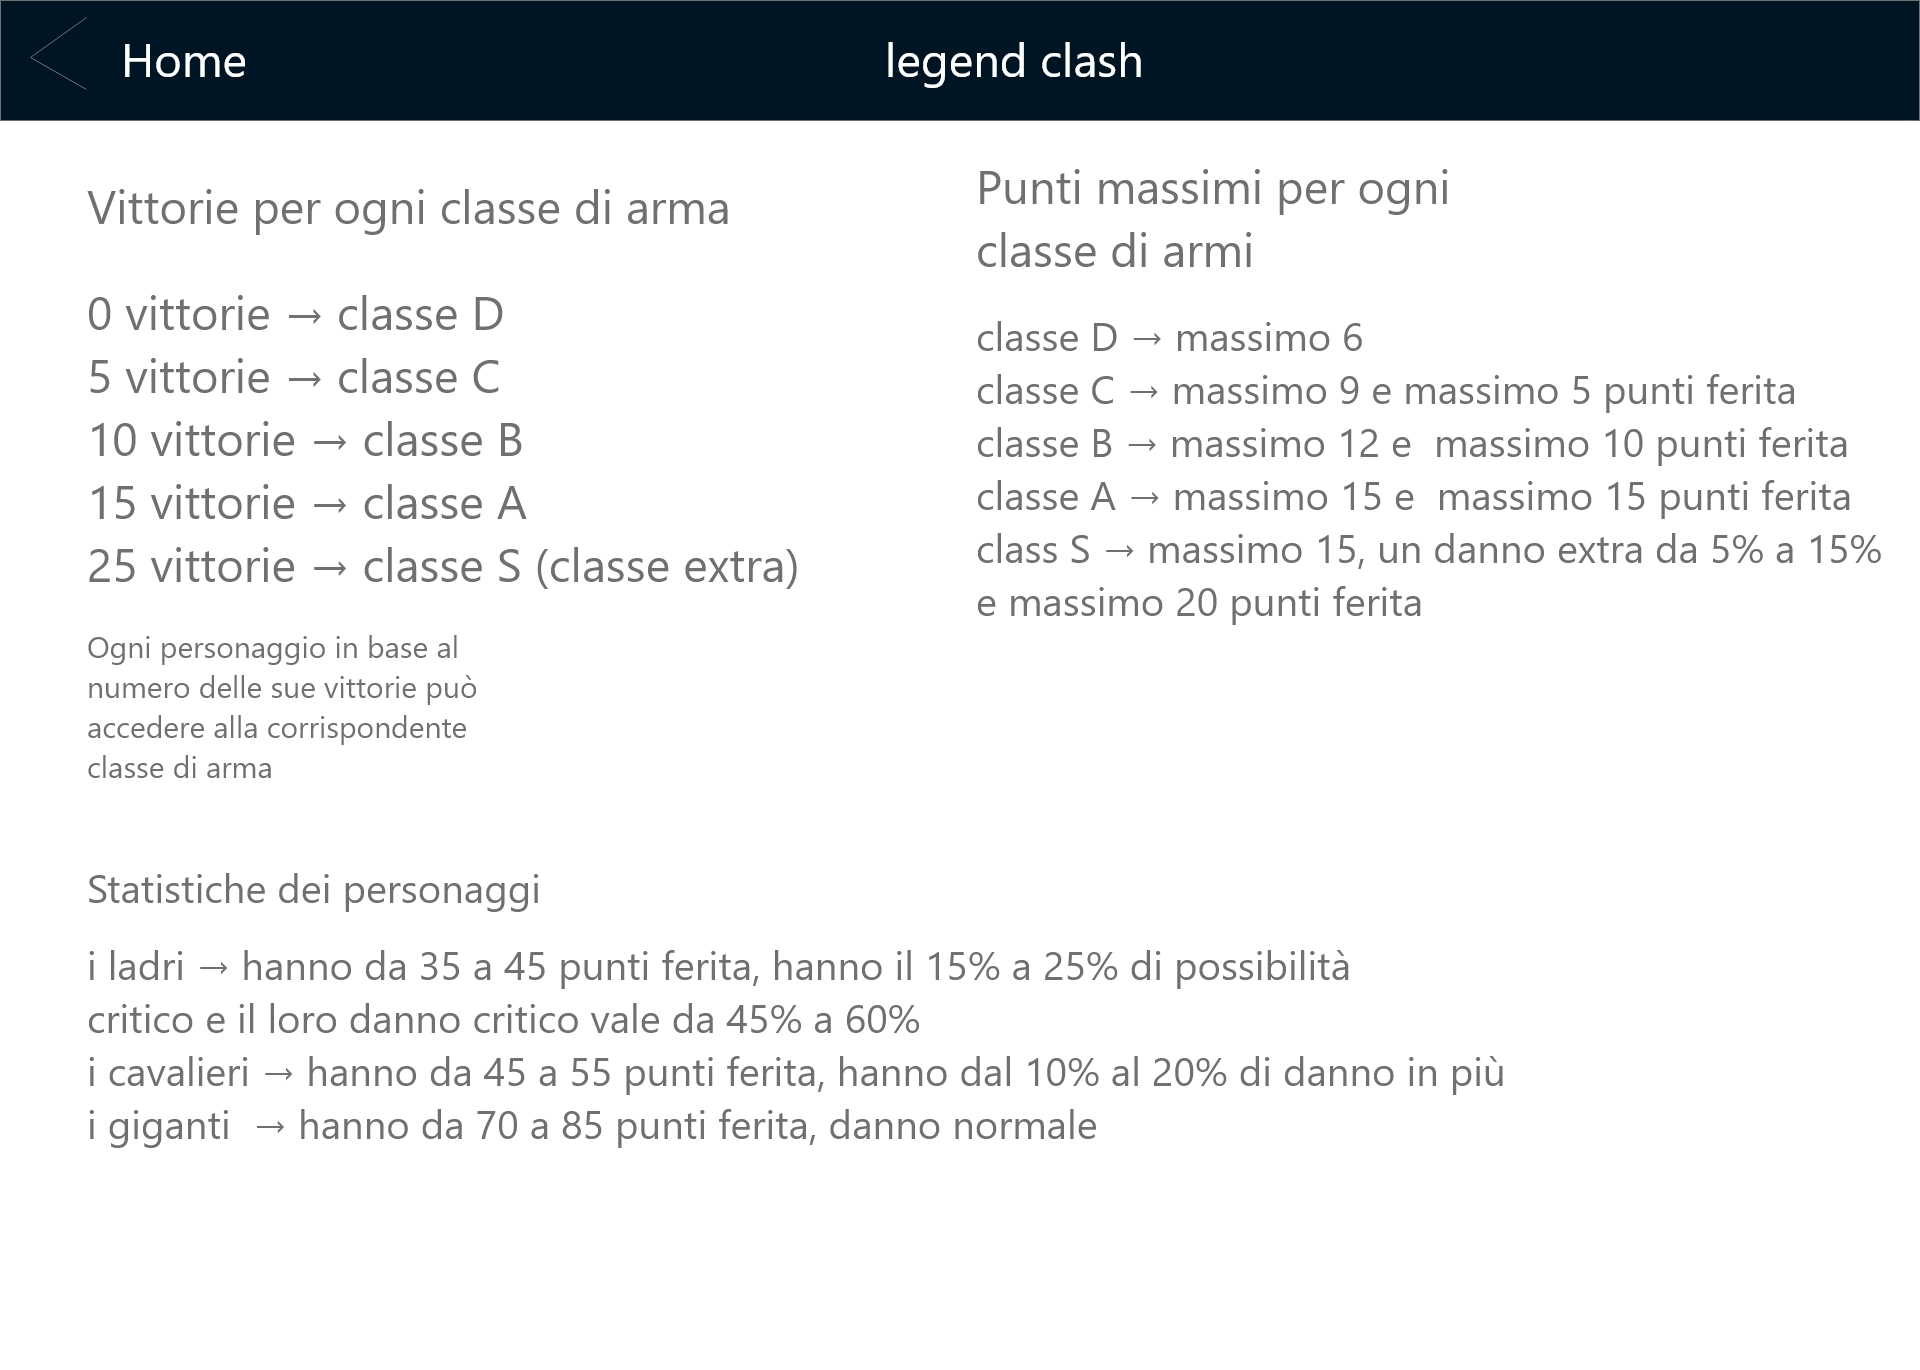 Home
legend clash
Vittorie per ogni classe di arma
0 vittorie → classe D
5 vittorie → classe C
10 vittorie → classe B
15 vittorie → classe A
25 vittorie → classe S (classe extra)
Ogni personaggio in base al
numero delle sue vittorie può
accedere alla corrispondente
classe di arma
Punti massimi per ogni
classe di armi
classe D → massimo 6
classe C → massimo 9 e massimo 5 punti ferita
classe B → massimo 12 e  massimo 10 punti ferita
classe A → massimo 15 e  massimo 15 punti ferita
class S → massimo 15, un danno extra da 5% a 15%
e massimo 20 punti ferita
Statistiche dei personaggi
i ladri → hanno da 35 a 45 punti ferita, hanno il 15% a 25% di possibilità
critico e il loro danno critico vale da 45% a 60%
i cavalieri → hanno da 45 a 55 punti ferita, hanno dal 10% al 20% di danno in più
i giganti  → hanno da 70 a 85 punti ferita, danno normale